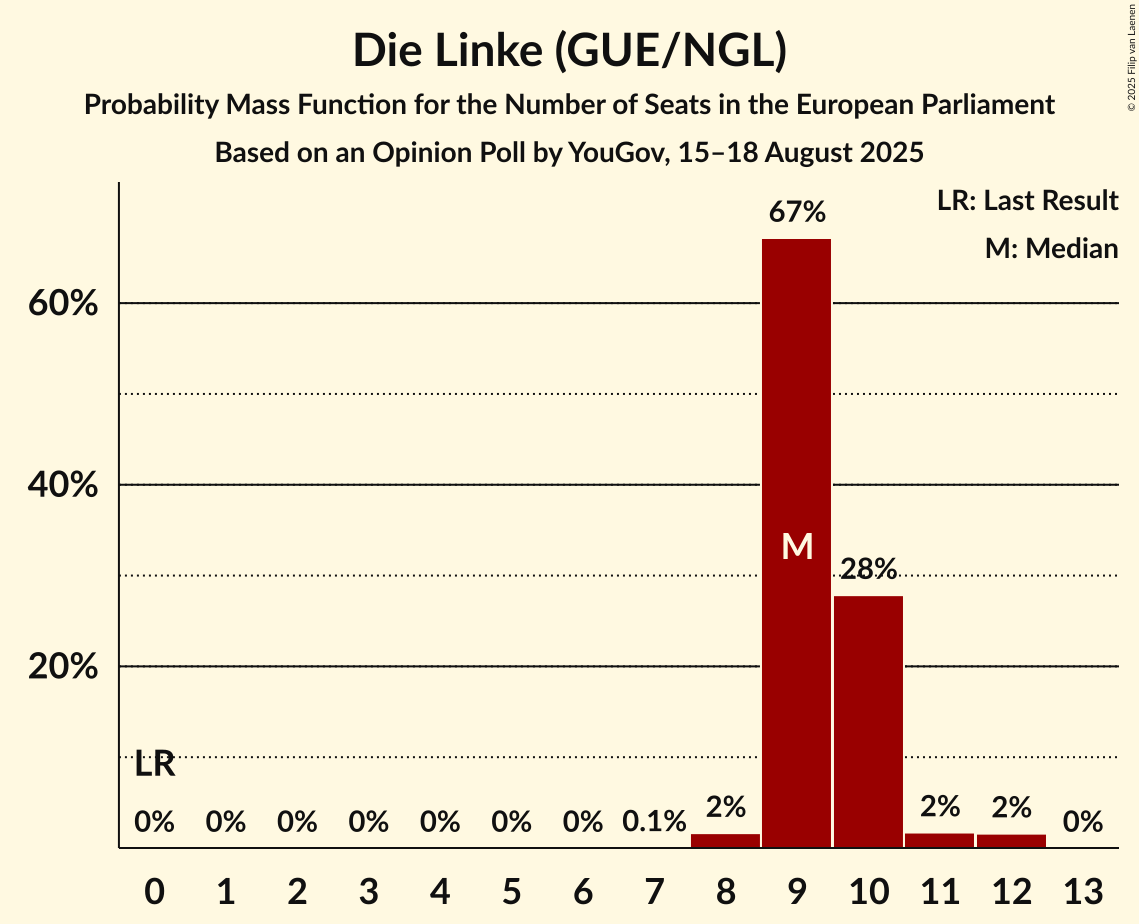 Die Linke (GUE/NGL)
Probability Mass Function for the Number of Seats in the European Parliament
Based on an Opinion Poll by YouGov, 15–18 August 2025
© 2025 Filip van Laenen
LR: Last Result
M: Median
67%
60%
M
28%
40%
20%
LR
0% 0% 0% 0% 0% 0% 0% 0.1% 2% 2% 2% 0%
0 1 2 3 4 5 6 7 8 9 10 11 12 13